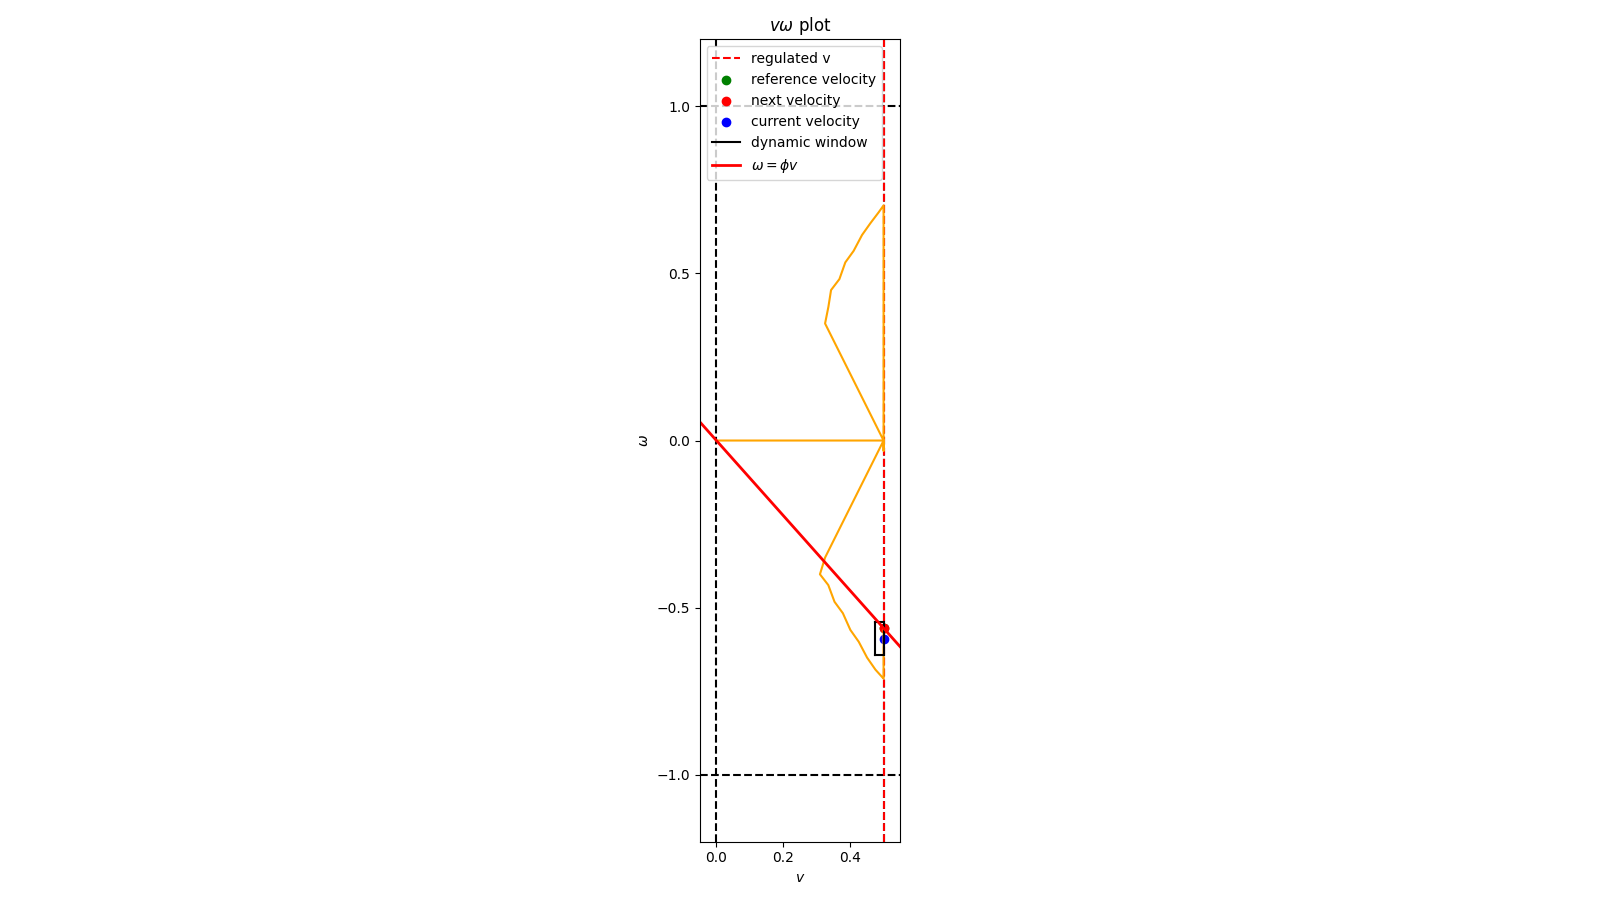 vω plot
regulated v
reference velocity
next velocity
current velocity
dynamic window
ω = ϕv
1.0
0.5
0.0
−0.5
−1.0
ω
0.0 0.2 0.4
v